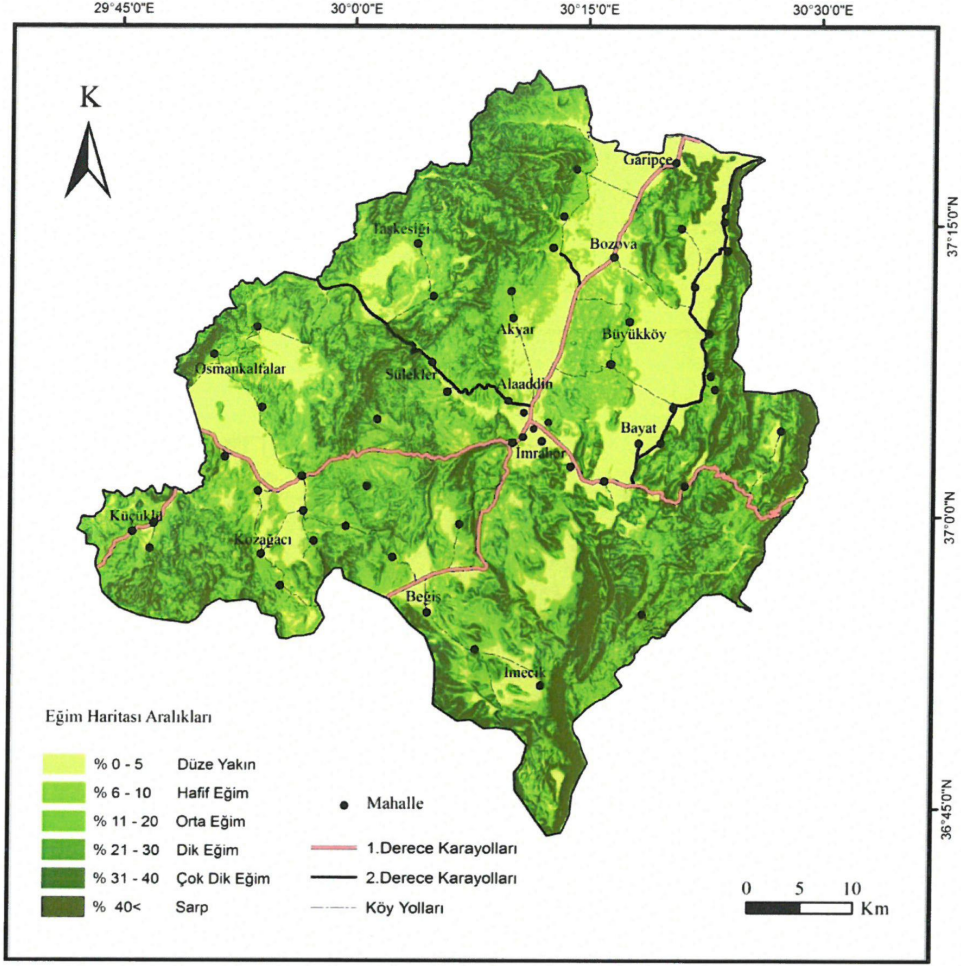 29°45'0"E 30°0'0"E 30°15'0"E 30°30'0"E
K
Garipçe
37°15'0"N
Taşkesiği
Bozova
Akyar
Büyükköy
Osmankalfalar
Sülekler
Alaaddin
Bayat
İmrahor
Küçüklü
37°0'0"N
Kozağacı
Beğiş
İmecik
Eğim Haritası Aralıkları
% 0 - 5 Düze Yakın
% 6 - 10 Hafif Eğim
% 11 - 20 Orta Eğim
% 21 - 30 Dik Eğim
% 31 - 40 Çok Dik Eğim
% 40< Sarp
Mahalle
1.Derece Karayolları
2.Derece Karayolları
Köy Yolları
36°45'0"N
0 5 10
Km